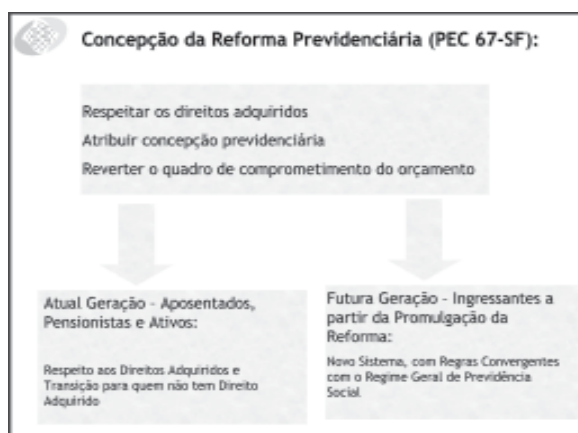 Concepção da Reforma Previdenciária (PEC 67-SF):
Respeitar os direitos adquiridos
Atribuir concepção previdenciária
Reverter o quadro de comprometimento do orçamento
Atual Geração - Aposentados,
Pensionistas e Ativos:
Respeito aos Direitos Adquiridos e
Transição para quem não tem Direito
Adquirido
Futura Geração - Ingressantes a
partir da Promulgação da
Reforma:
Novo Sistema, com Regras Convergentes
com o Regime Geral de Previdência
Social